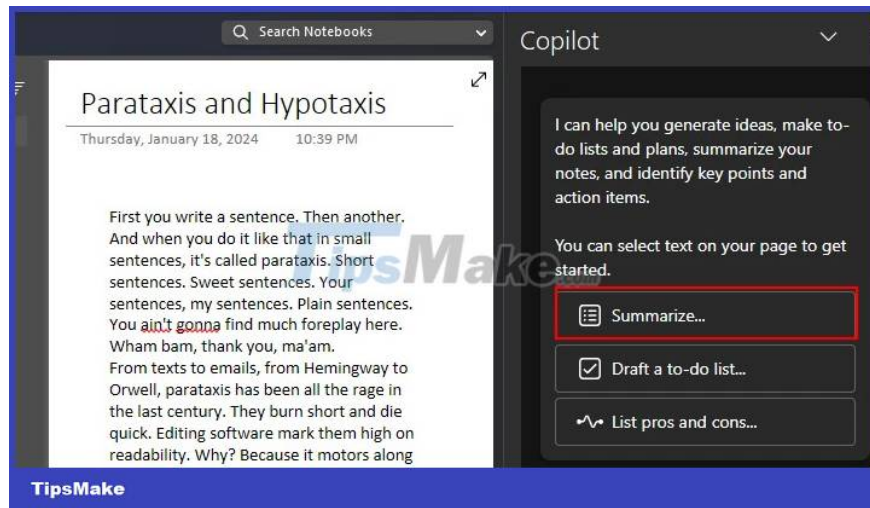 Search Notebooks
Parataxis and Hypotaxis
Thursday, January 18, 2024 10:39 PM
First you write a sentence. Then another.
And when you do it like that in small
sentences, it's called parataxis. Short
sentences. Sweet sentences. Your
sentences, my sentences. Plain sentences.
You ain't gonna find much foreplay here.
Wham bam, thank you, ma'am.
From texts to emails, from Hemingway to
Orwell, parataxis has been all the rage in
the last century. They burn short and die
quick. Editing software mark them high on
readability. Why? Because it motors along
Copilot
I can help you generate ideas, make to-
do lists and plans, summarize your
notes, and identify key points and
action items.
You can select text on your page to get
started.
Summarize...
Draft a to-do list...
List pros and cons...
TipsMake.com
TipsMake